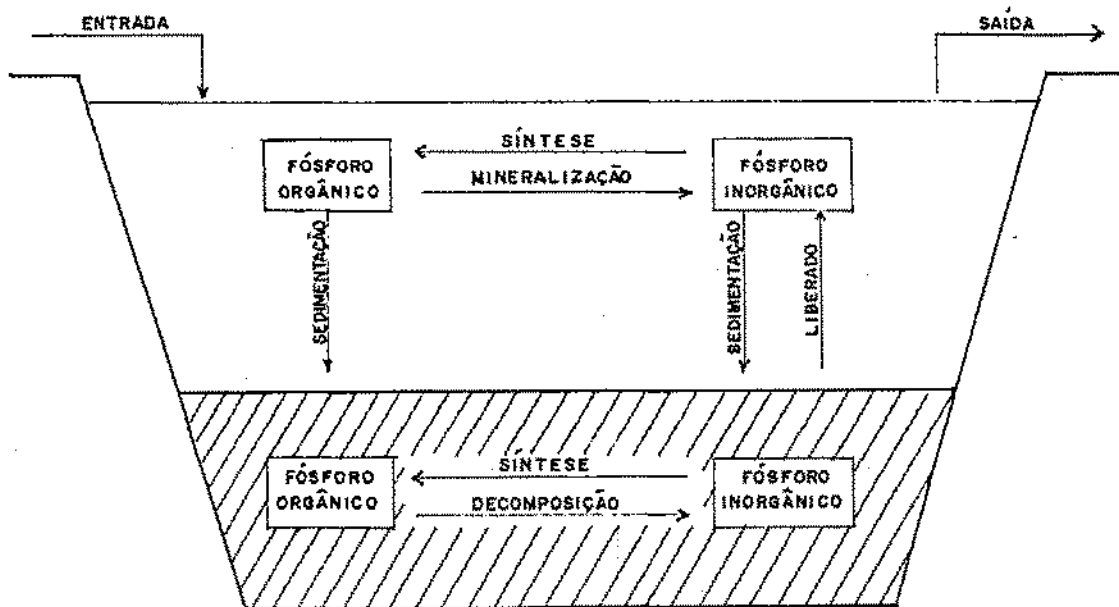 ENTRADA
SAÍDA
SÍNTESE
FÓSFORO
ORGÂNICO
MINERALIZAÇÃO
FÓSFORO
INORGÂNICO
SEDIMENTAÇÃO
SEDIMENTAÇÃO
LIBERADO
FÓSFORO
ORGÂNICO
SÍNTESE
DECOMPOSIÇÃO
FÓSFORO
INORGÂNICO